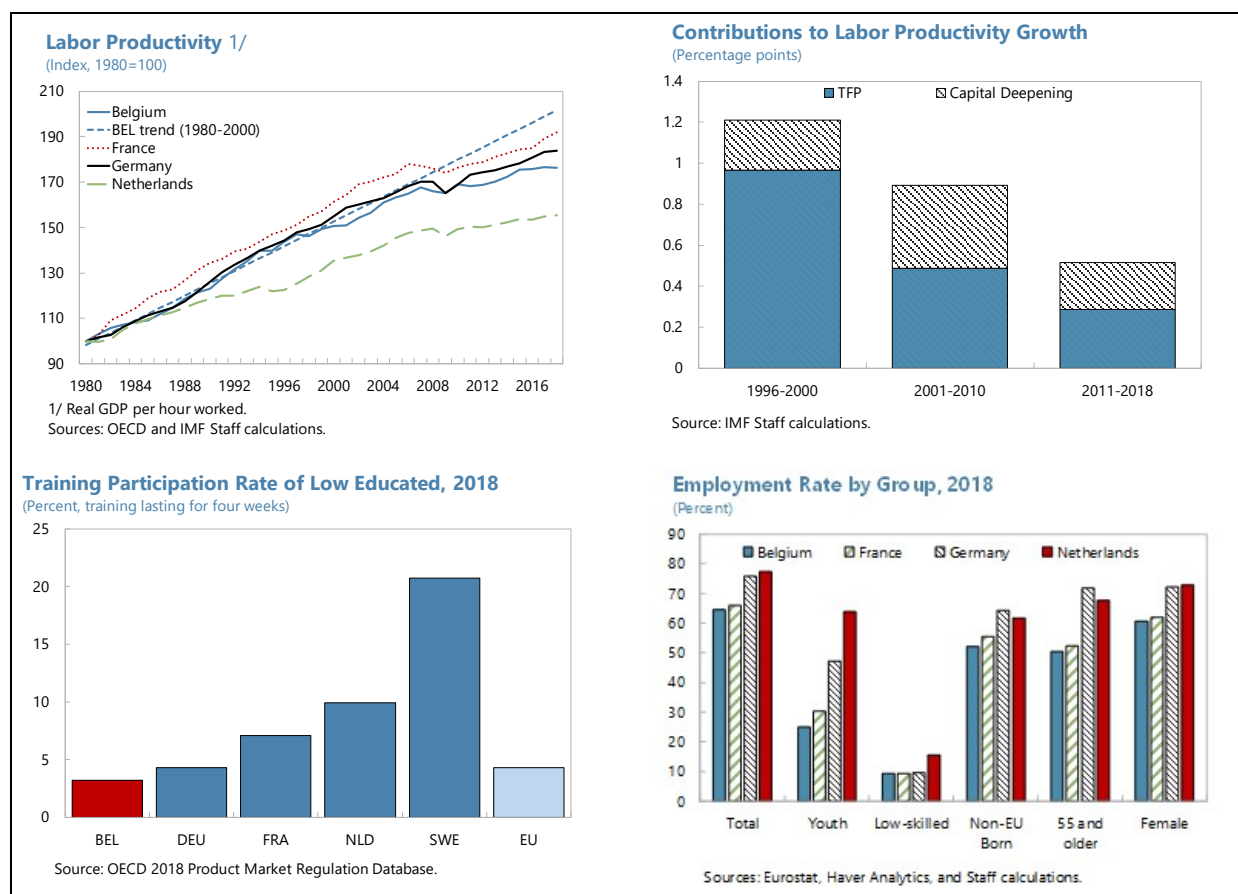 Labor Productivity 1/
(Index, 1980=100)
210
190
170
150
130
110
90
Belgium
BEL trend (1980-2000)
France
Germany
Netherlands
1980 1984 1988 1992 1996 2000 2004 2008 2012 2016
1/ Real GDP per hour worked.
Sources: OECD and IMF Staff calculations.
Contributions to Labor Productivity Growth
(Percentage points)
1.4
1.2
1
0.8
0.6
0.4
0.2
0
TFP Capital Deepening
1996-2000 2001-2010 2011-2018
Source: IMF Staff calculations.
Training Participation Rate of Low Educated, 2018
(Percent, training lasting for four weeks)
25
20
15
10
5
0
BEL DEU FRA NLD SWE EU
Source: OECD 2018 Product Market Regulation Database.
Employment Rate by Group, 2018
(Percent)
90
80
70
60
50
40
30
20
10
0
Belgium France Germany Netherlands
Total Youth Low-skilled Non-EU 55 and Female
Born older
Sources: Eurostat, Haver Analytics, and Staff calculations.